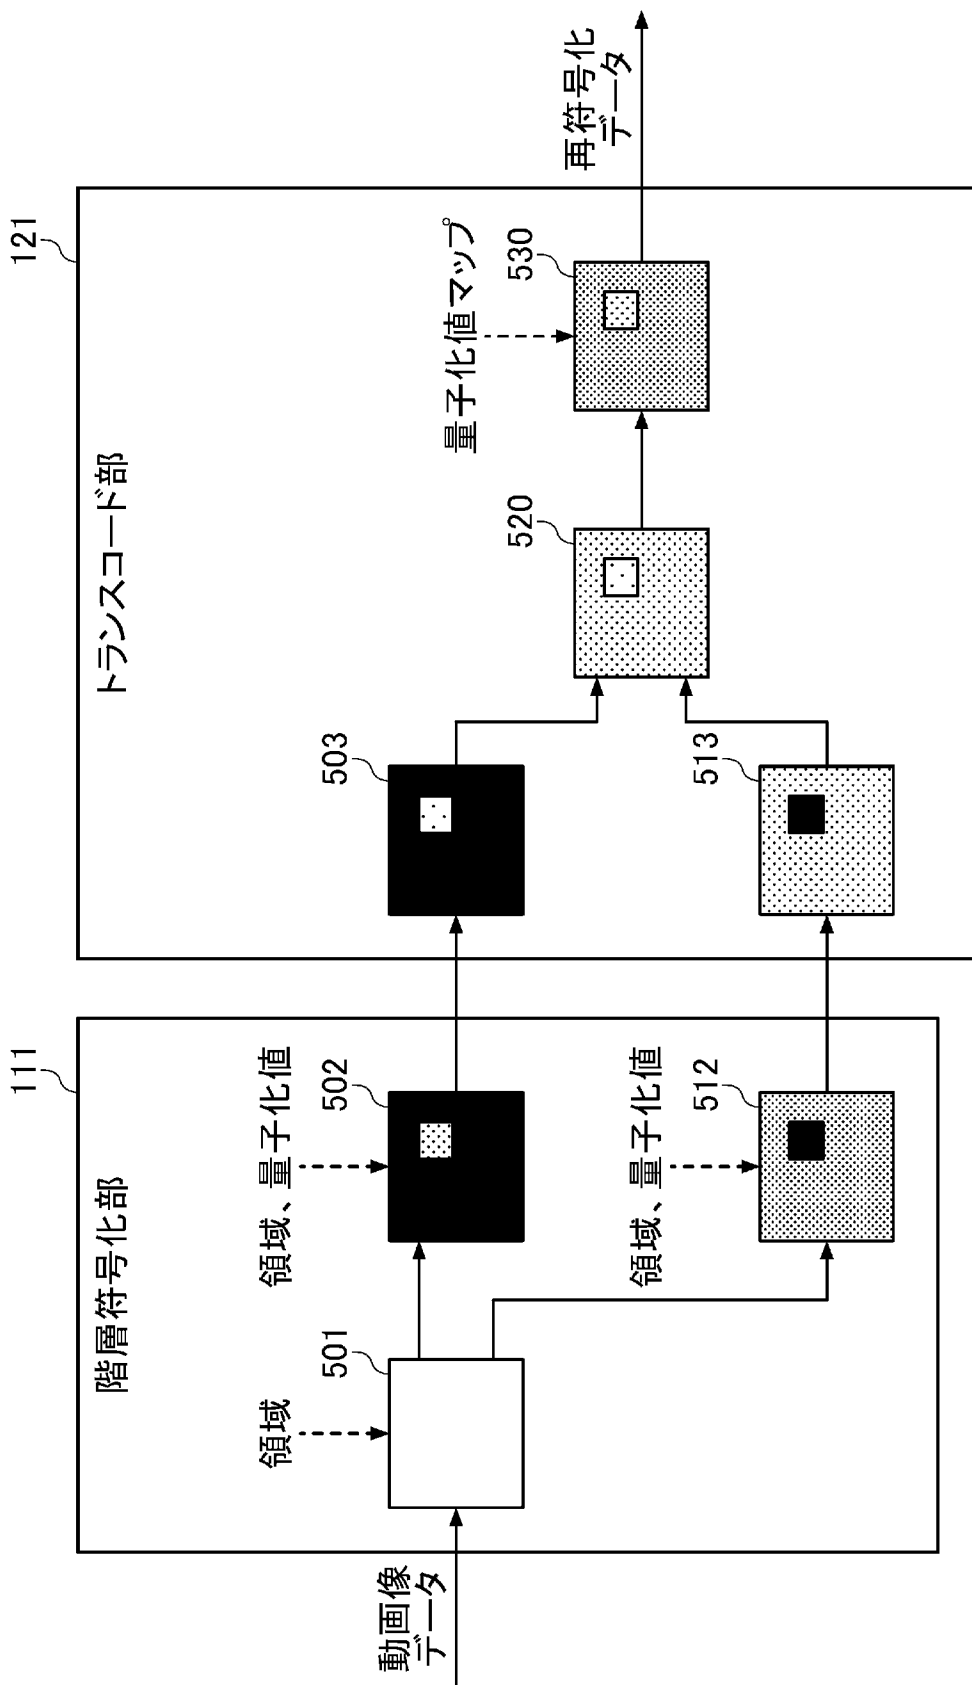 111
階層符号化部
動画像
データ
領域
501
領域、量子化値
502
領域、量子化値
512
121
トランスコード部
503
513
520
量子化値マップ
530
再符号化
データ